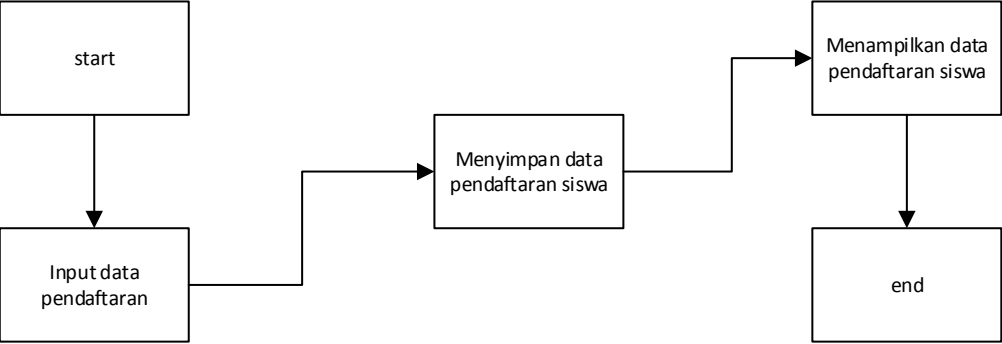 start
Input data
pendaftaran
Menyimpan data
pendaftaran siswa
Menampilkan data
pendaftaran siswa
end